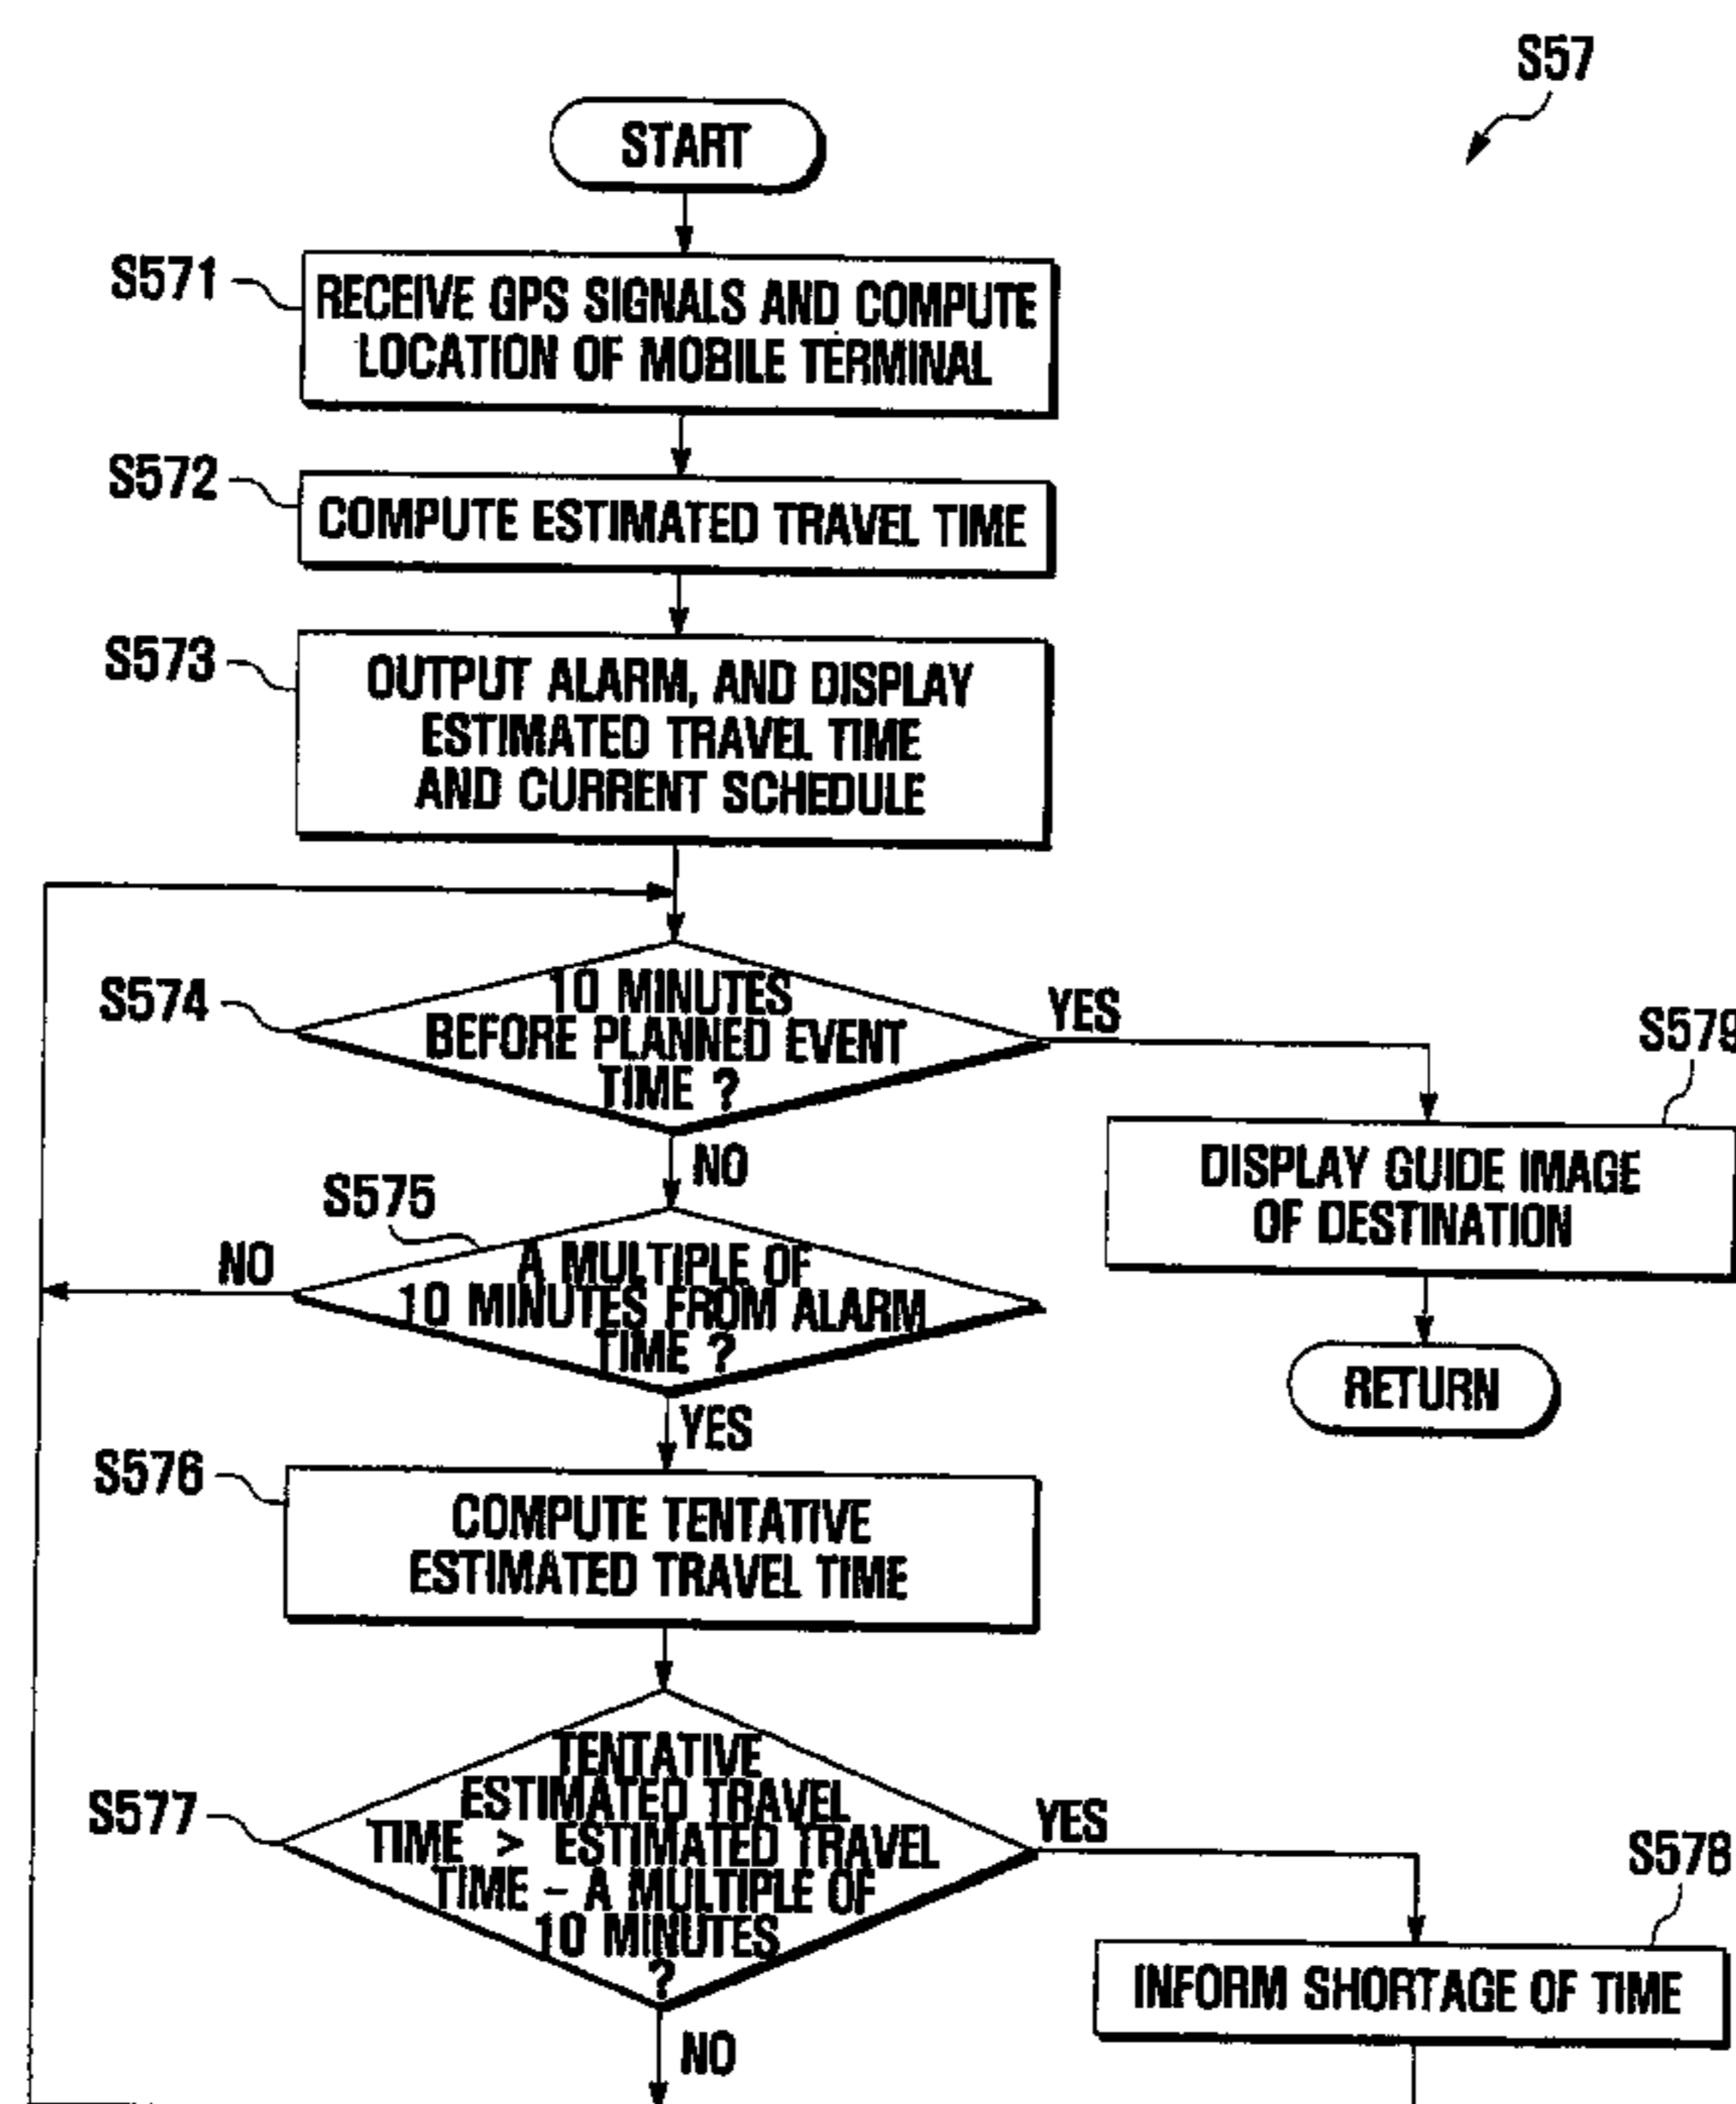 S57
START
S571
RECEIVE GPS SIGNALS AND COMPUTE
LOCATION OF MOBILE TERMINAL
S572
COMPUTE ESTIMATED TRAVEL TIME
S573
OUTPUT ALARM, AND DISPLAY
ESTIMATED TRAVEL TIME
AND CURRENT SCHEDULE
S574
10 MINUTES
BEFORE PLANNED EVENT
TIME ?
YES
S579
DISPLAY GUIDE IMAGE
OF DESTINATION
RETURN
NO
S575
A MULTIPLE OF
10 MINUTES FROM ALARM
TIME ?
NO
YES
S576
COMPUTE TENTATIVE
ESTIMATED TRAVEL TIME
S577
TENTATIVE
ESTIMATED TRAVEL
TIME > ESTIMATED TRAVEL
TIME - A MULTIPLE OF
10 MINUTES
?
YES
S578
INFORM SHORTAGE OF TIME
NO